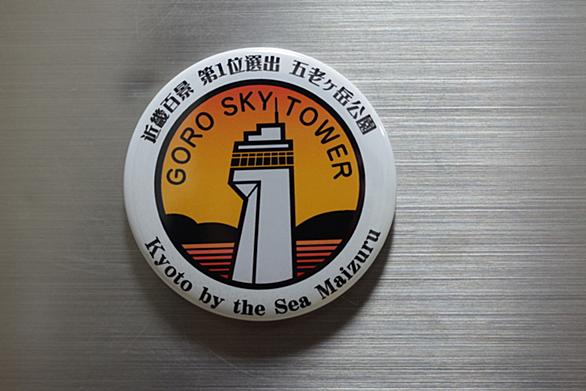 近畿百景 第1位選出 五老ヶ岳公園
GORO SKY TOWER
Kyoto by the Sea Maizuru